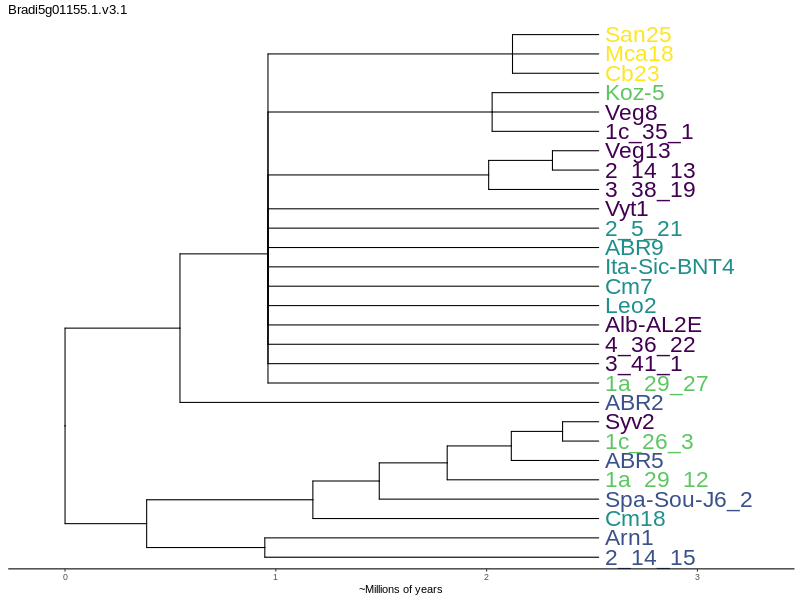 Bradi5g01155.1.v3.1
San25
Mca18
Cb23
Koz-5
Veg8
1c_35_1
Veg13
2_14_13
3_38_19
Vyt1
2_5_21
ABR9
Ita-Sic-BNT4
Cm7
Leo2
Alb-AL2E
4_36_22
3_41_1
1a_29_27
ABR2
Syv2
1c_26_3
ABR5
1a_29_12
Spa-Sou-J6_2
Cm18
Arn1
2_14_15
0 1 2 3
~Millions of years